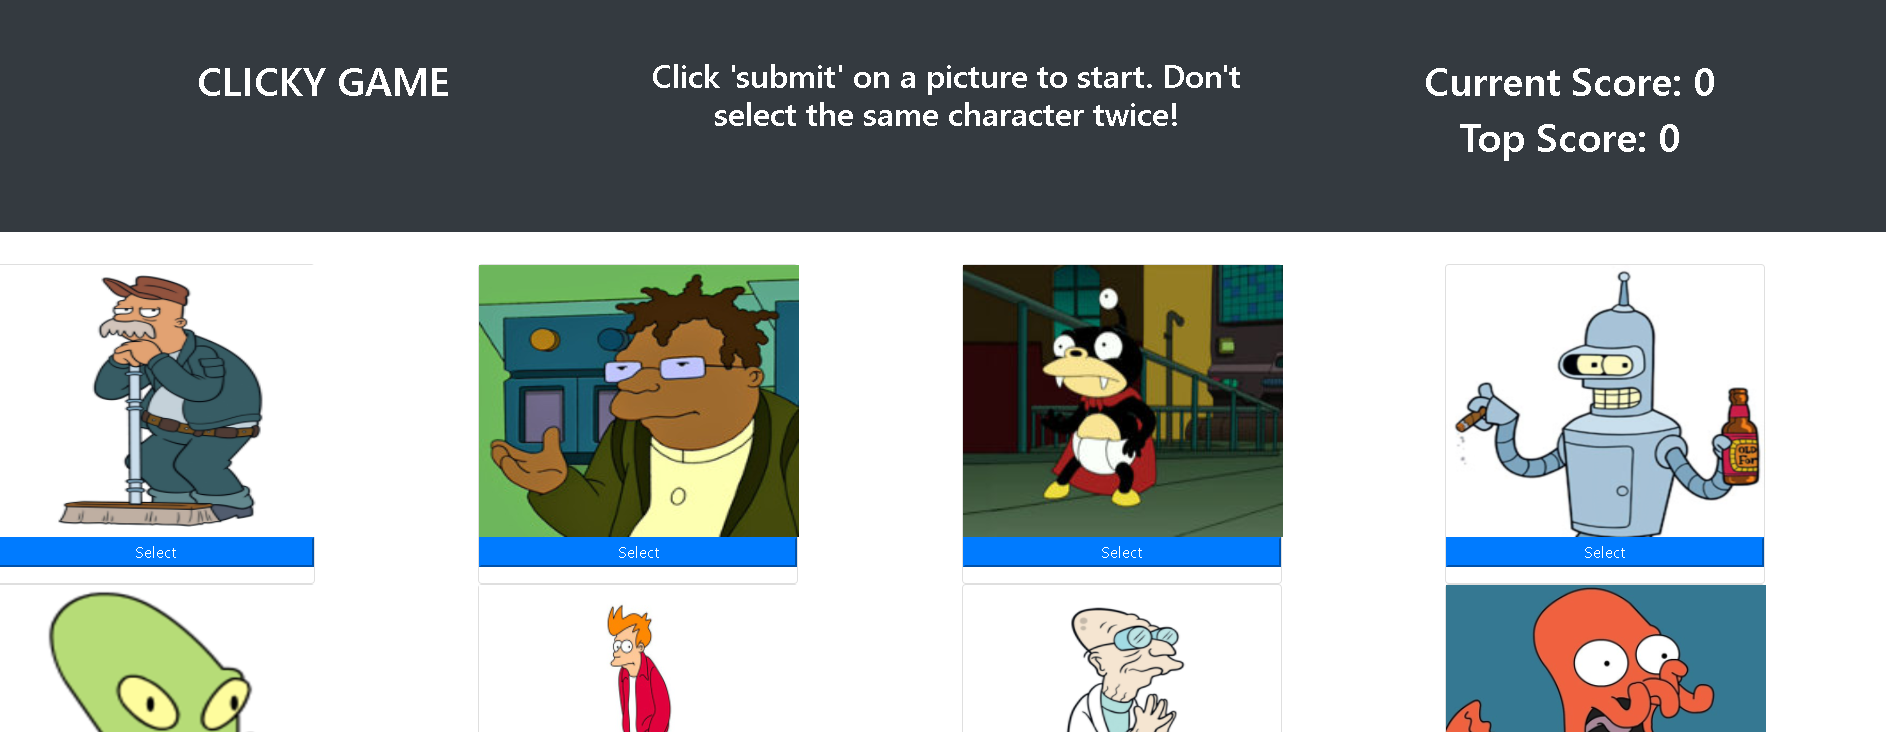 CLICKY GAME
Click 'submit' on a picture to start. Don't
select the same character twice!
Current Score: 0
Top Score: 0
OLD
For
Select
Select
Select
Select